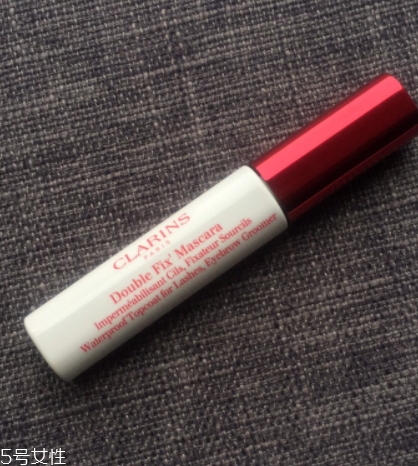 CLARINS
PARIS
Double Fix' Mascara
Imperméabilisant Cils, Fixateur Sourcils
Waterproof Topcoat for Lashes, Eyebrow Groomer
5号女性